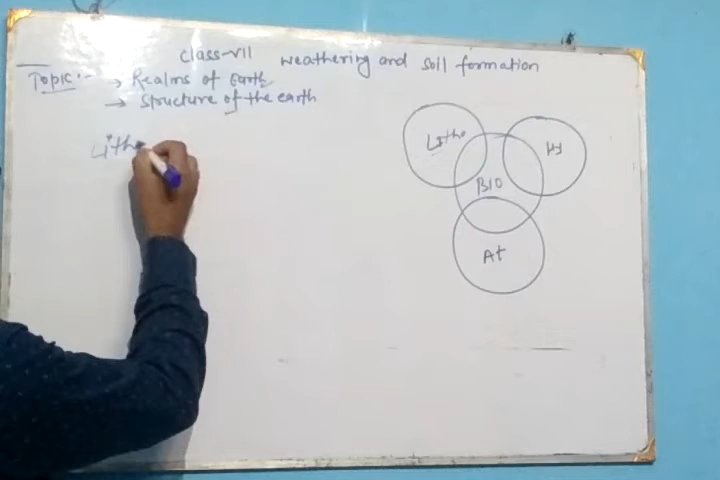 class-VII weathering and soil formation
Topic:- → Realms of Earth
→ Structure of the earth
Litho
Litho
Hy
BIO
At